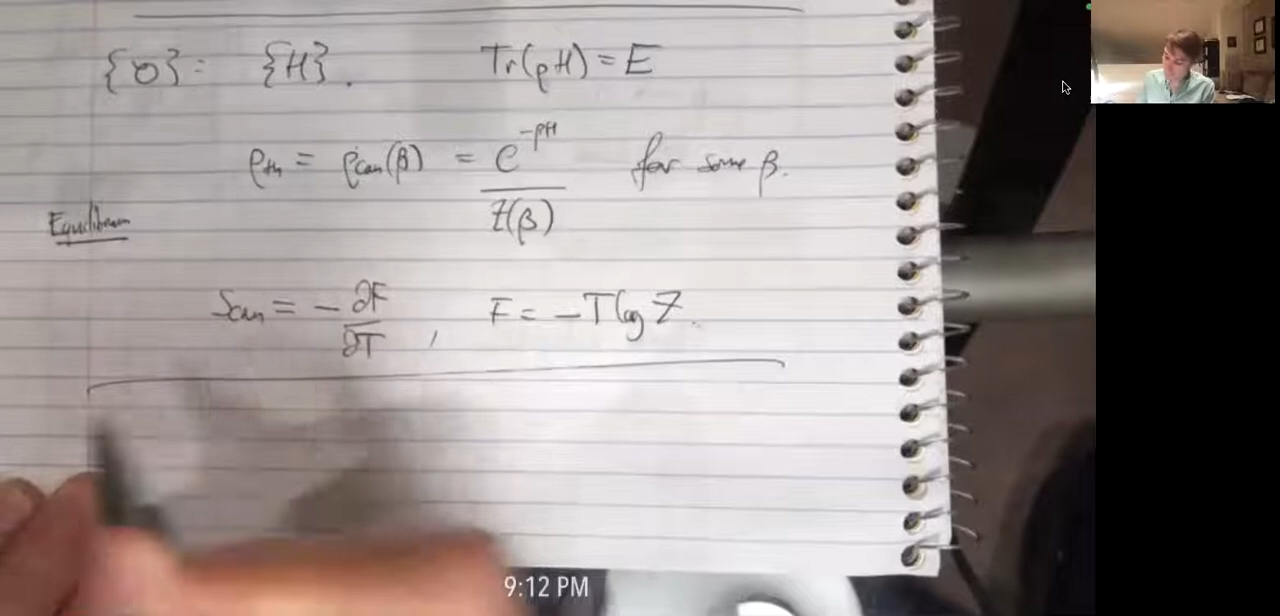 {O} = {H}. Tr(ρH) = E
ρth = ρcan(β) = e^{-βH} / Z(β) for some β.
Equilibrium
Scan = - ∂F/∂T , F = -T log Z.
9:12 PM